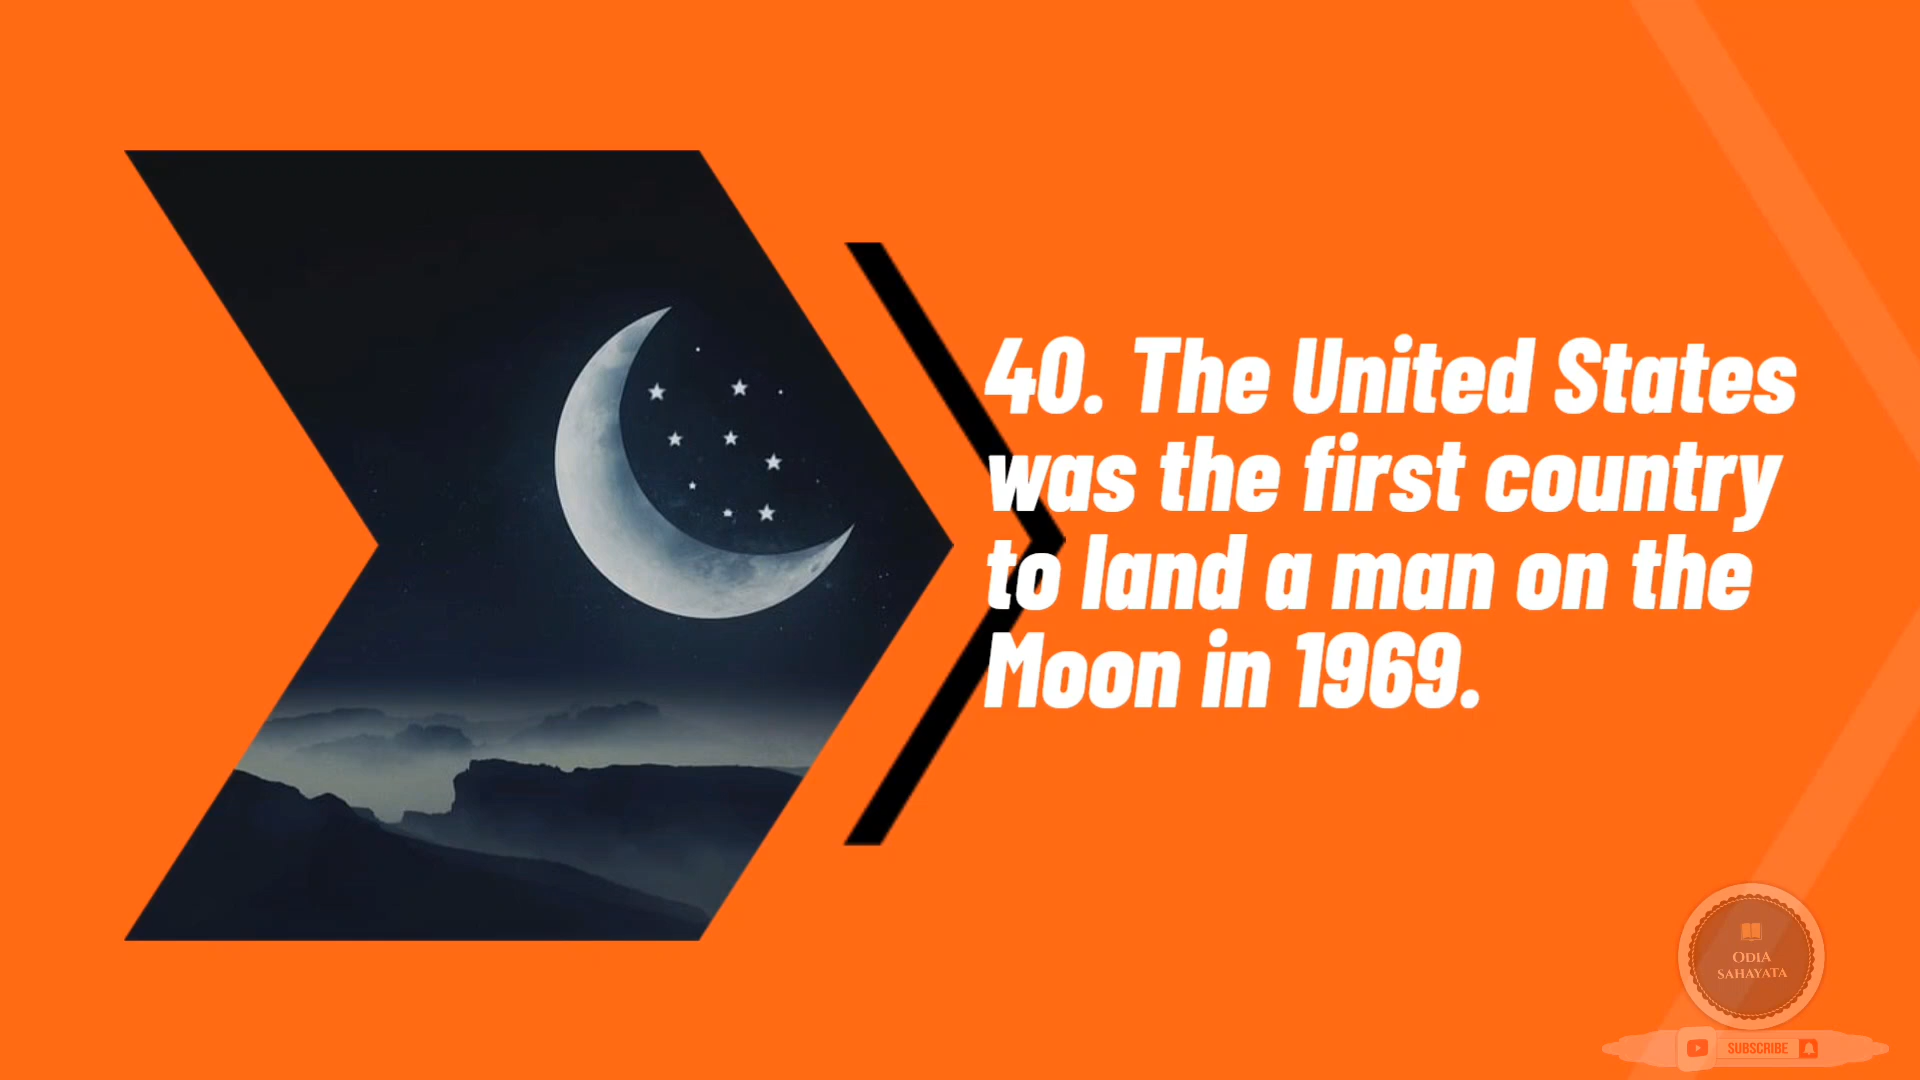 40. The United States
was the first country
to land a man on the
Moon in 1969.
ODIA
SAHAYATA
SUBSCRIBE